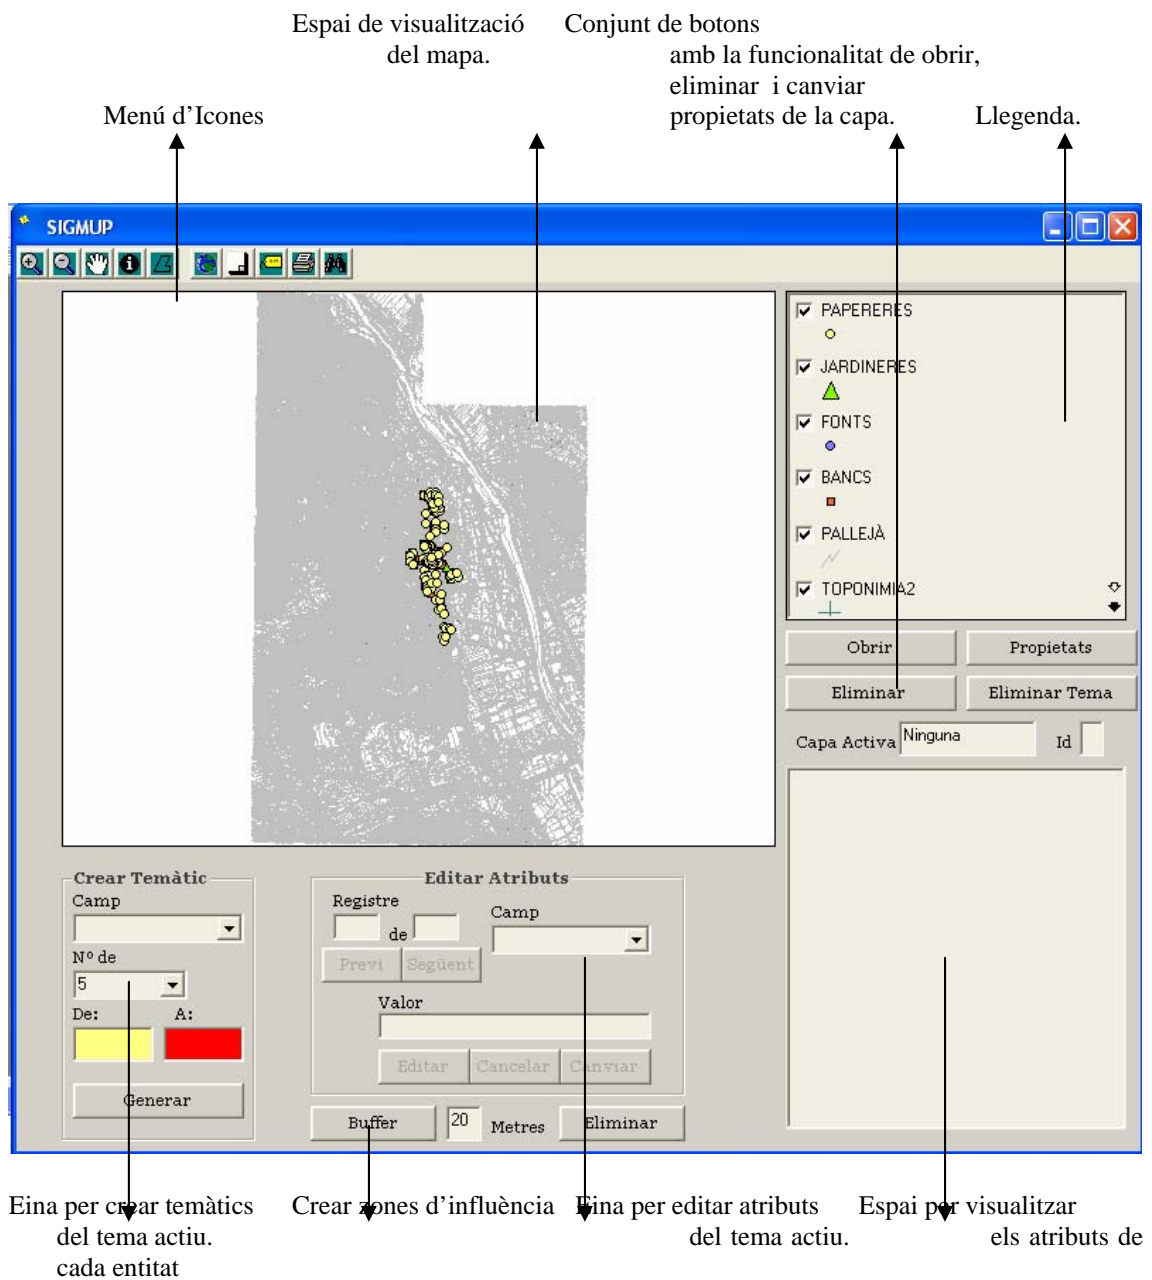 Espai de visualització Conjunt de botons
del mapa. amb la funcionalitat de obrir,
eliminar i canviar
Menú d'Icones propietats de la capa. Llegenda.
SIGMUP
PAPERERES
JARDINERES
FONTS
BANCS
PALLEJÀ
TOPONIMIA2
Obrir Propietats
Eliminar Eliminar Tema
Capa Activa Ninguna Id
Crear Temàtic
Camp
Nº de
5
De: A:
Generar
Editar Atributs
Registre
de
Camp
Previ Següent
Valor
Editar Cancelar Canviar
Buffer 20 Metres Eliminar
Eina per crear temàtics Crear zones d'influència Eina per editar atributs Espai per visualitzar
del tema actiu. del tema actiu. els atributs de
cada entitat